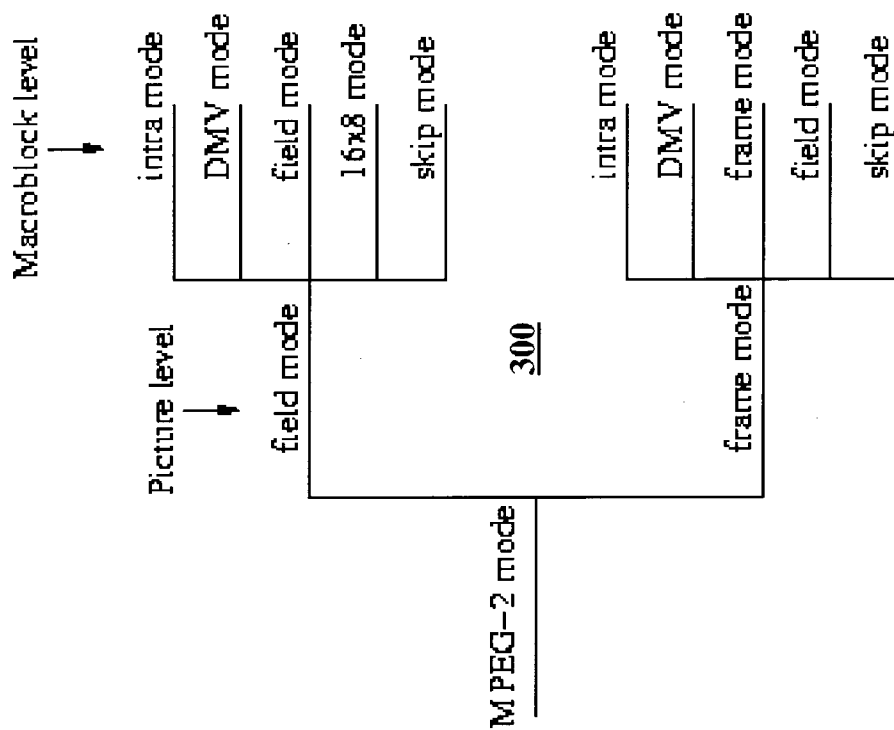 Macroblock level
Picture level
intra mode
DMV mode
field mode
field mode
16x8 mode
skip mode
300
MPEG-2 mode
intra mode
DMV mode
frame mode
frame mode
field mode
skip mode